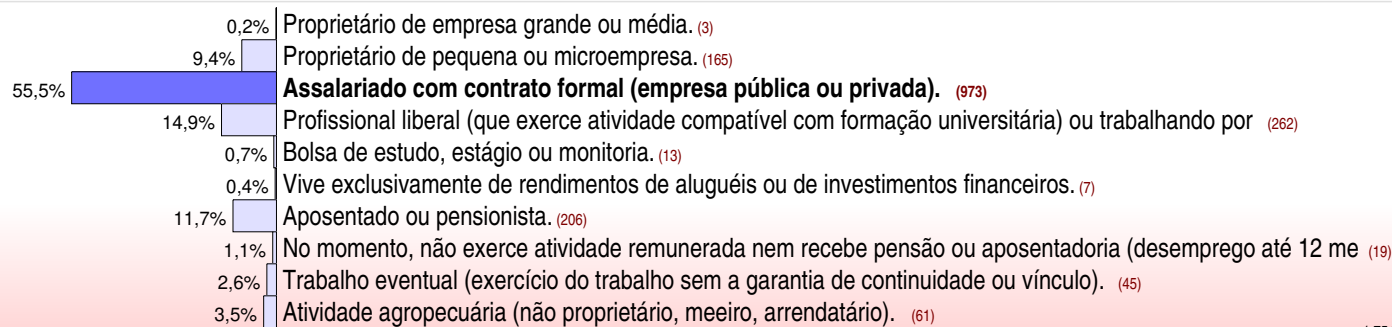 0,2% Proprietário de empresa grande ou média. (3)
9,4% Proprietário de pequena ou microempresa. (165)
55,5% Assalariado com contrato formal (empresa pública ou privada). (973)
14,9% Profissional liberal (que exerce atividade compatível com formação universitária) ou trabalhando por (262)
0,7% Bolsa de estudo, estágio ou monitoria. (13)
0,4% Vive exclusivamente de rendimentos de aluguéis ou de investimentos financeiros. (7)
11,7% Aposentado ou pensionista. (206)
1,1% No momento, não exerce atividade remunerada nem recebe pensão ou aposentadoria (desemprego até 12 me (19)
2,6% Trabalho eventual (exercício do trabalho sem a garantia de continuidade ou vínculo). (45)
3,5% Atividade agropecuária (não proprietário, meeiro, arrendatário). (61)